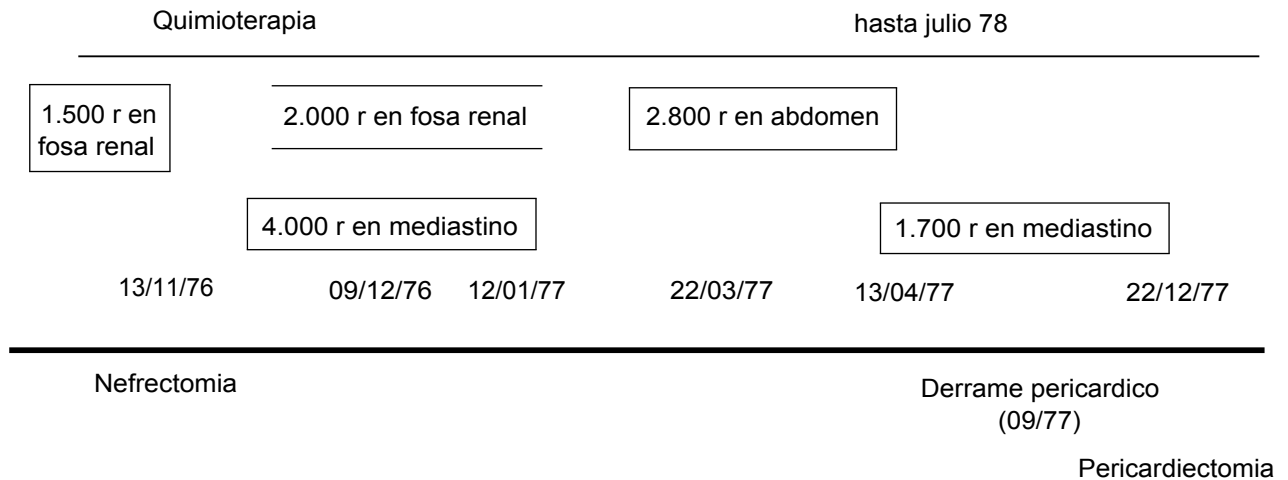 Quimioterapia hasta julio 78
1.500 r en
fosa renal
2.000 r en fosa renal
2.800 r en abdomen
4.000 r en mediastino
1.700 r en mediastino
13/11/76 09/12/76 12/01/77 22/03/77 13/04/77 22/12/77
Nefrectomia
Derrame pericardico
(09/77)
Pericardiectomia